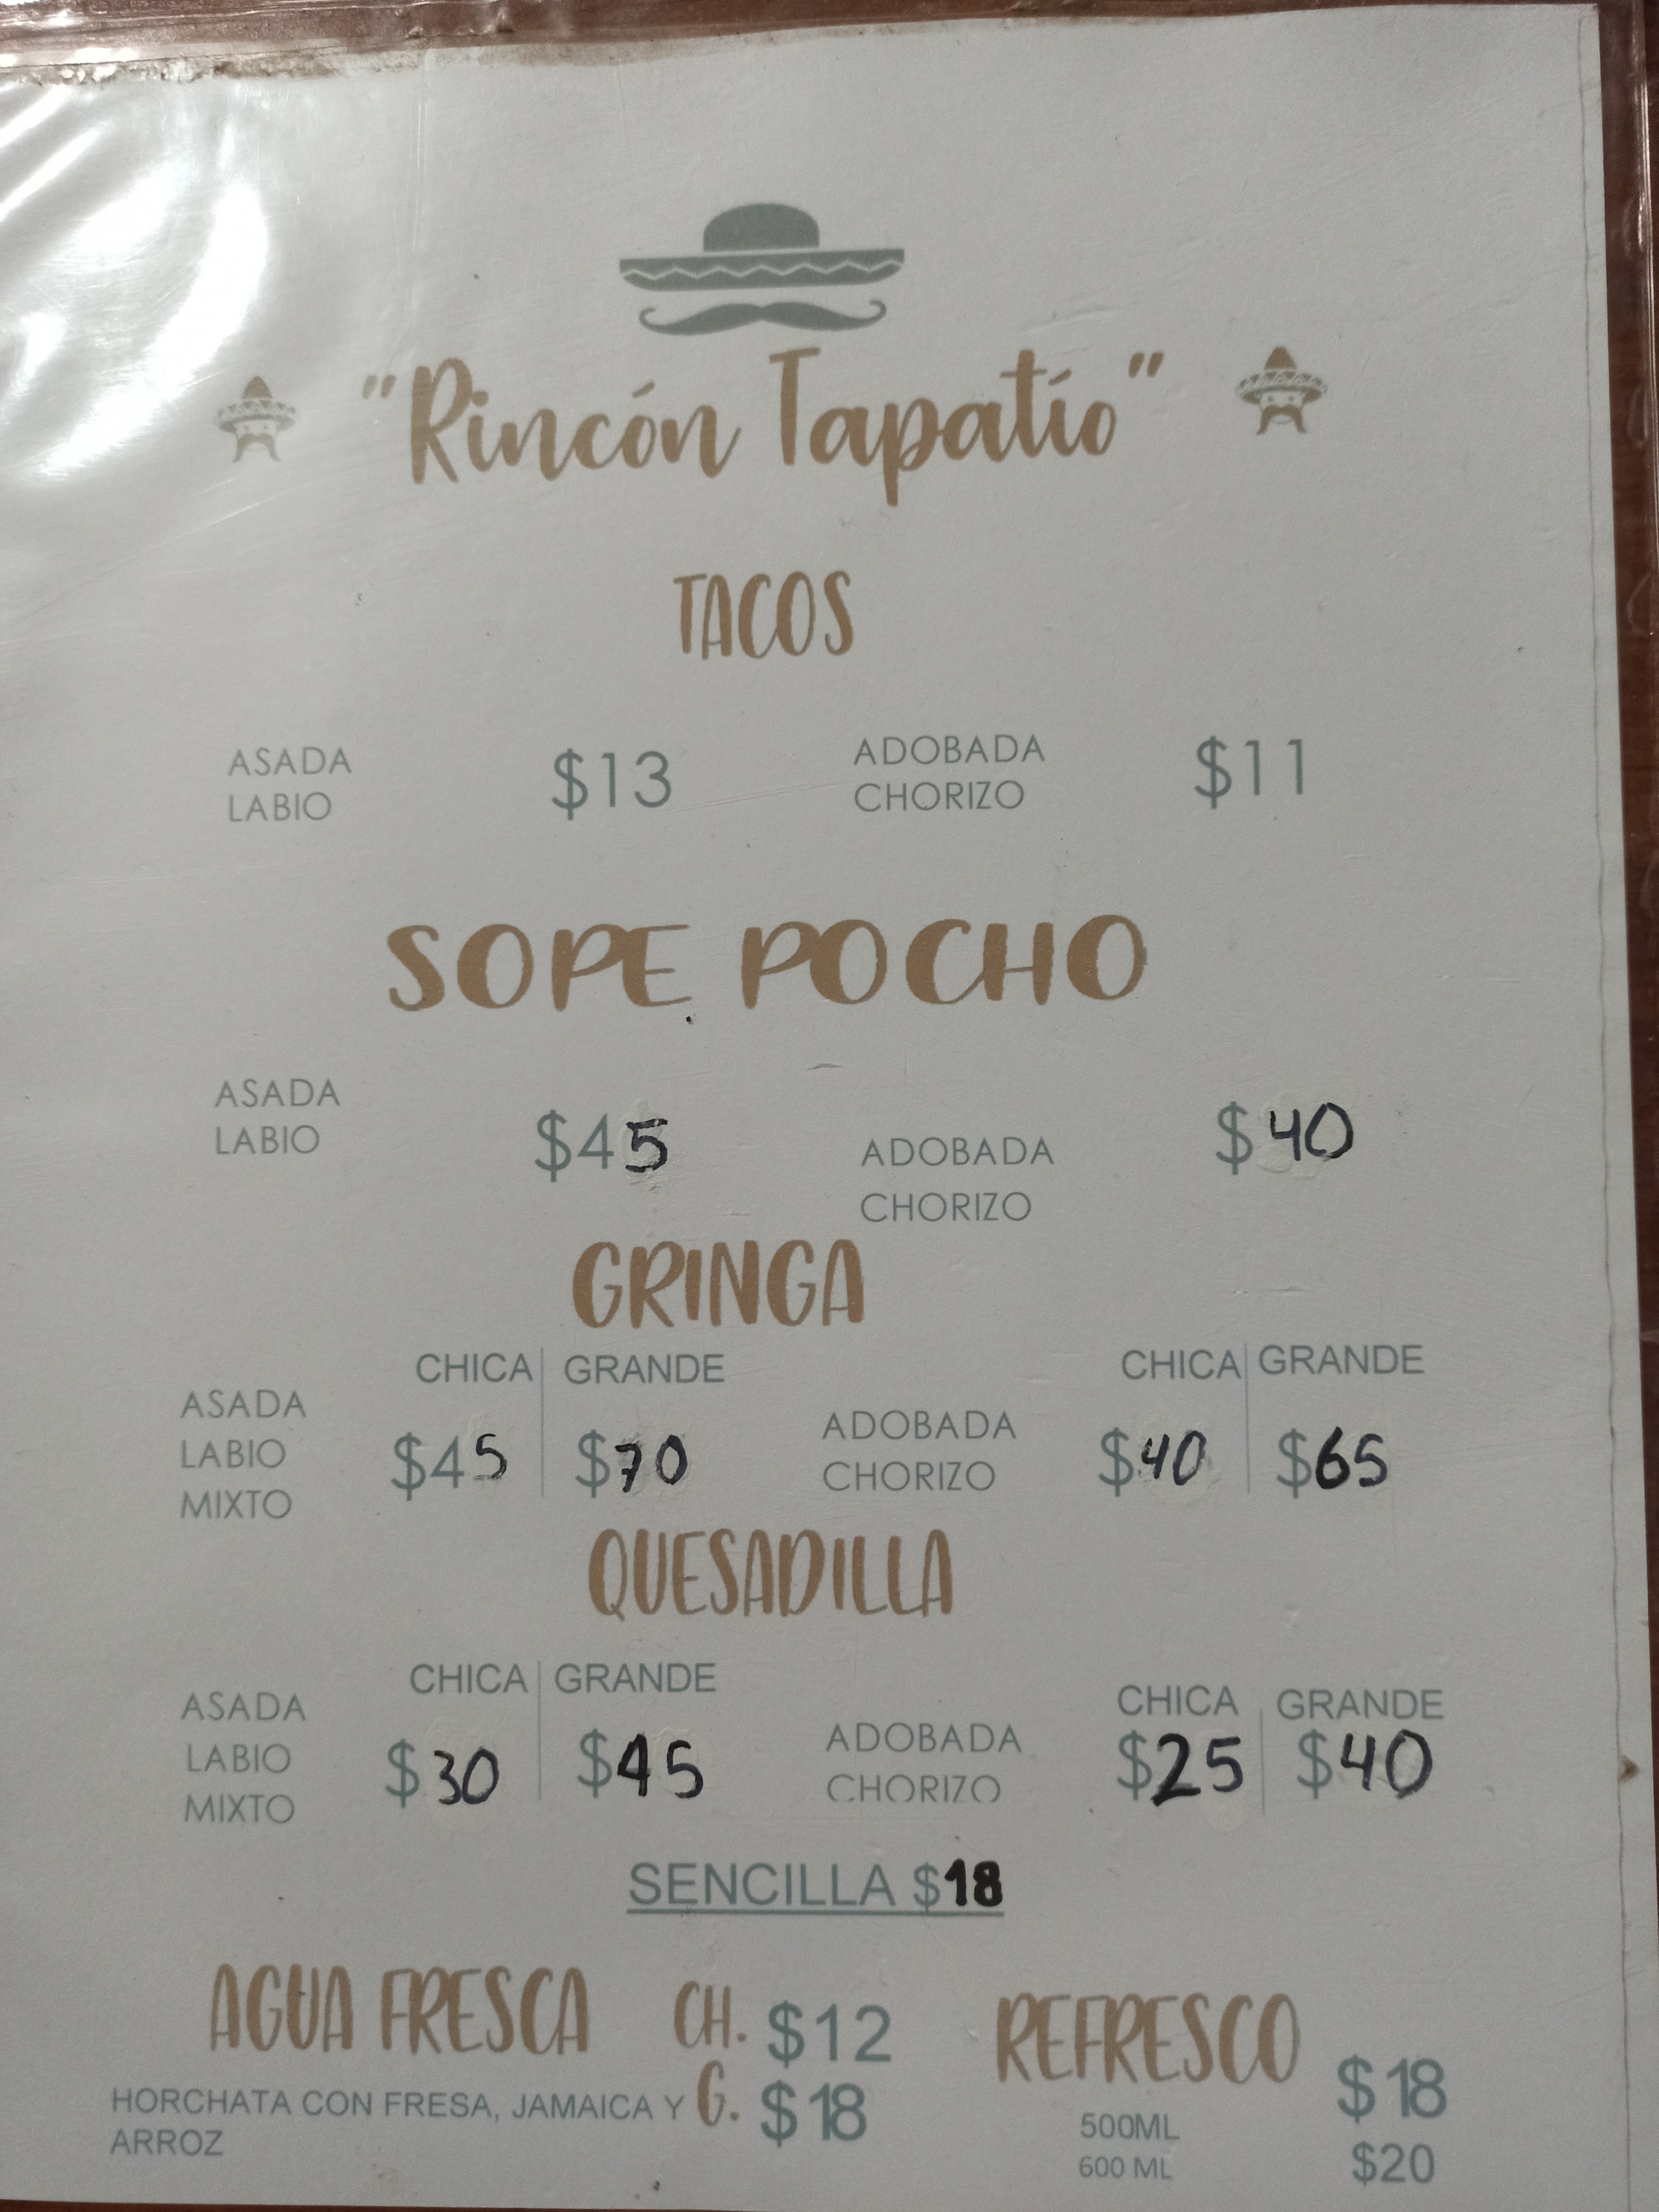 "Rincón Tapatío"
TACOS
ASADA
LABIO
$13
ADOBADA
CHORIZO
$11
SOPE POCHO
ASADA
LABIO
$45
ADOBADA
CHORIZO
$40
GRINGA
CHICA GRANDE
ASADA
LABIO
MIXTO
$45 $70
CHICA GRANDE
ADOBADA
CHORIZO
$40 $65
QUESADILLA
CHICA GRANDE
ASADA
LABIO
MIXTO
$30 $45
CHICA GRANDE
ADOBADA
CHORIZO
$25 $40
SENCILLA $18
AGUA FRESCA CH. $12
G. $18
HORCHATA CON FRESA, JAMAICA Y
ARROZ
REFRESCO
500ML $18
600 ML $20